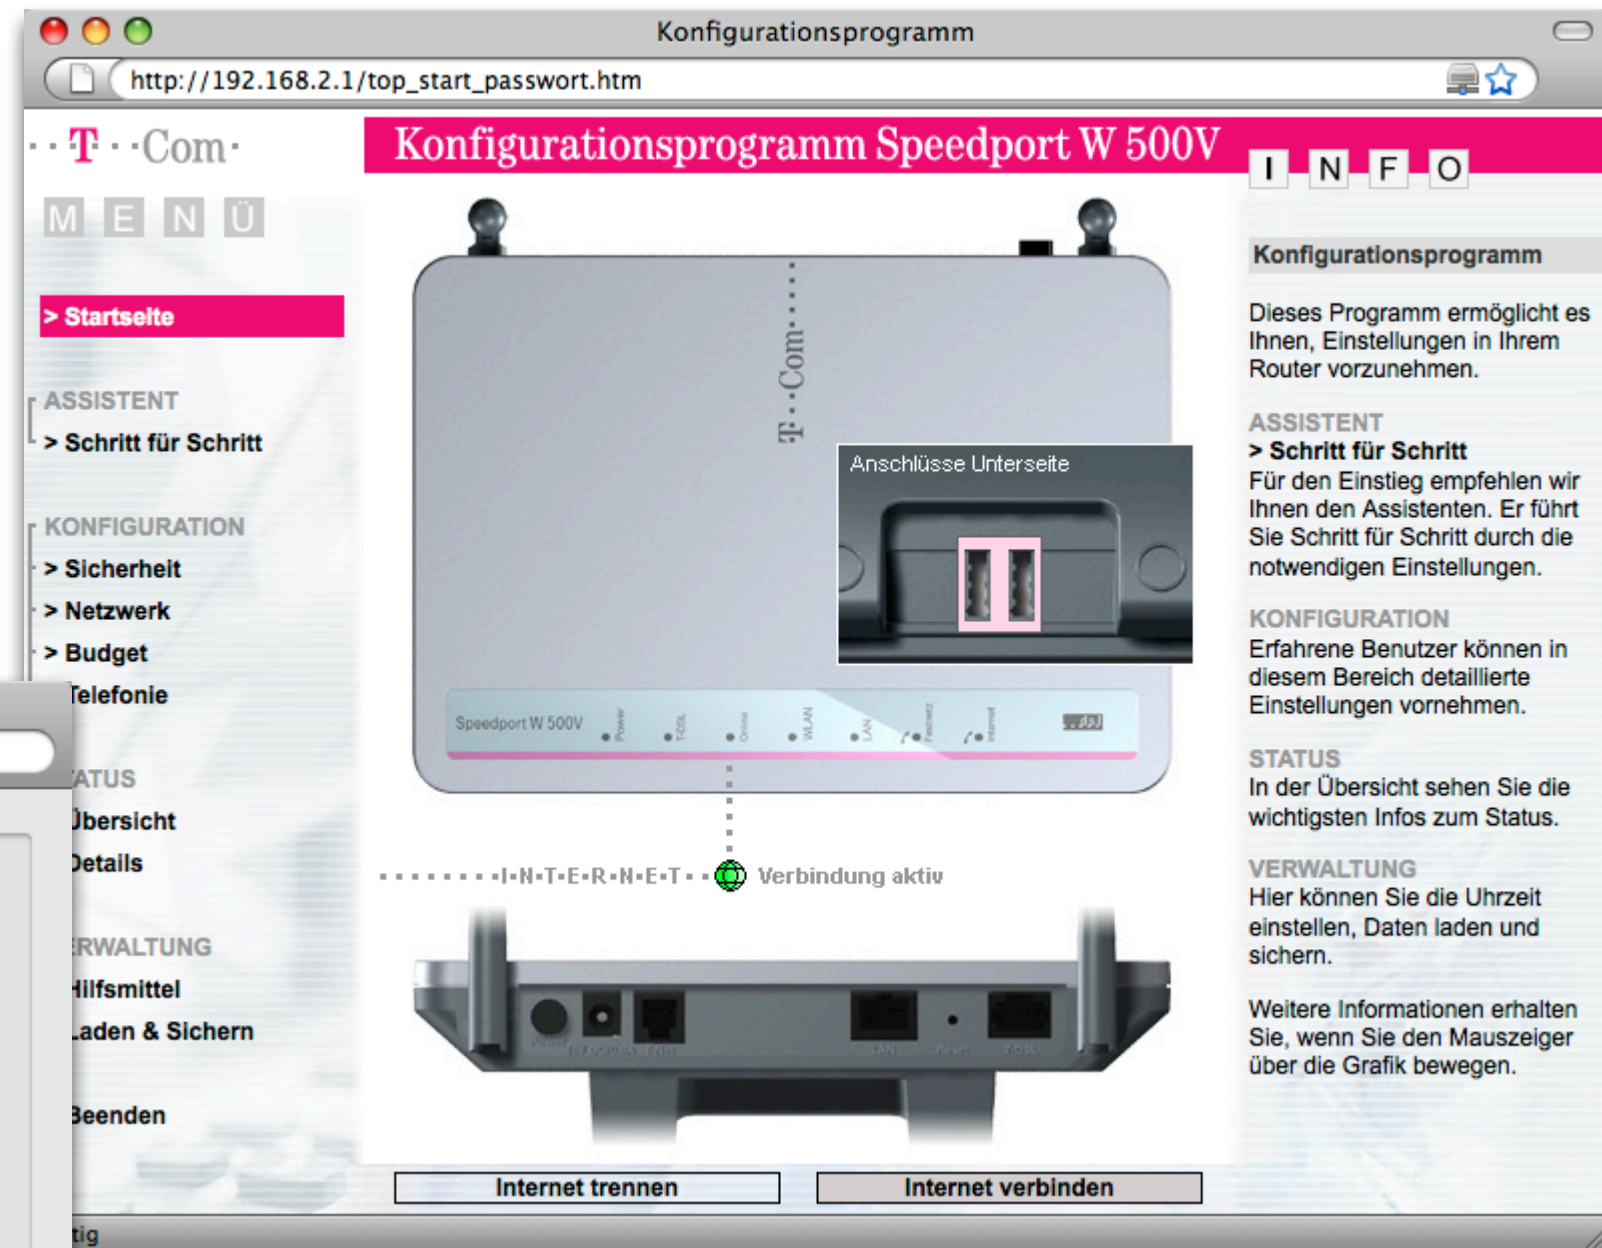 Konfigurationsprogramm
http://192.168.2.1/top_start_passwort.htm
··T··Com·
Konfigurationsprogramm Speedport W 500V
INFO
MENÜ
> Startseite
ASSISTENT
> Schritt für Schritt
KONFIGURATION
> Sicherheit
> Netzwerk
> Budget
Telefonie
ATUS
Übersicht
Details
ERWALTUNG
Hilfsmittel
Laden & Sichern
Beenden
T··Com·····
Anschlüsse Unterseite
Speedport W 500V
Power
T-DSL
Online
WLAN
LAN
Festnetz
Internet
I·N·T·E·R·N·E·T
Verbindung aktiv
LAN
Reset
T-DSL
Internet trennen
Internet verbinden
Konfigurationsprogramm
Dieses Programm ermöglicht es
Ihnen, Einstellungen in Ihrem
Router vorzunehmen.
ASSISTENT
> Schritt für Schritt
Für den Einstieg empfehlen wir
Ihnen den Assistenten. Er führt
Sie Schritt für Schritt durch die
notwendigen Einstellungen.
KONFIGURATION
Erfahrene Benutzer können in
diesem Bereich detaillierte
Einstellungen vornehmen.
STATUS
In der Übersicht sehen Sie die
wichtigsten Infos zum Status.
VERWALTUNG
Hier können Sie die Uhrzeit
einstellen, Daten laden und
sichern.
Weitere Informationen erhalten
Sie, wenn Sie den Mauszeiger
über die Grafik bewegen.
tig